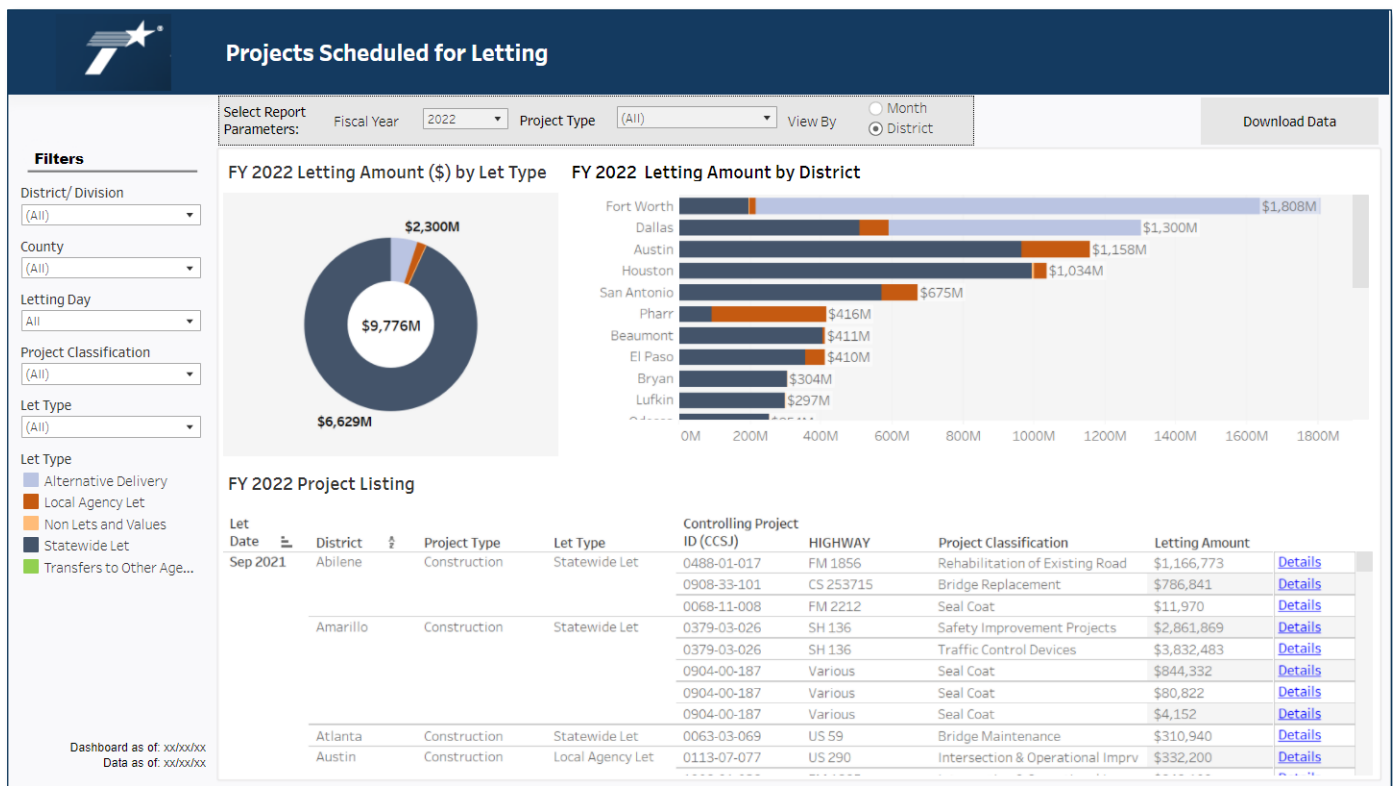 Projects Scheduled for Letting
Select Report
Parameters:
Fiscal Year
2022
Project Type
(All)
View By
Month
District
Download Data
Filters
District/ Division
(All)
County
(All)
Letting Day
All
Project Classification
(All)
Let Type
(All)
Let Type
Alternative Delivery
Local Agency Let
Non Lets and Values
Statewide Let
Transfers to Other Age...
Dashboard as of: xx/xx/xx
Data as of: xx/xx/xx
FY 2022 Letting Amount ($) by Let Type
$2,300M
$9,776M
$6,629M
FY 2022 Letting Amount by District
Fort Worth $1,808M
Dallas $1,300M
Austin $1,158M
Houston $1,034M
San Antonio $675M
Pharr $416M
Beaumont $411M
El Paso $410M
Bryan $304M
Lufkin $297M
0M 200M 400M 600M 800M 1000M 1200M 1400M 1600M 1800M
FY 2022 Project Listing
Let
Date District Project Type Let Type Controlling Project
ID (CCSJ) HIGHWAY Project Classification Letting Amount
Sep 2021 Abilene Construction Statewide Let 0488-01-017 FM 1856 Rehabilitation of Existing Road $1,166,773 Details
0908-33-101 CS 253715 Bridge Replacement $786,841 Details
0068-11-008 FM 2212 Seal Coat $11,970 Details
Amarillo Construction Statewide Let 0379-03-026 SH 136 Safety Improvement Projects $2,861,869 Details
0379-03-026 SH 136 Traffic Control Devices $3,832,483 Details
0904-00-187 Various Seal Coat $844,332 Details
0904-00-187 Various Seal Coat $80,822 Details
0904-00-187 Various Seal Coat $4,152 Details
Atlanta Construction Statewide Let 0063-03-069 US 59 Bridge Maintenance $310,940 Details
Austin Construction Local Agency Let 0113-07-077 US 290 Intersection & Operational Imprv $332,200 Details